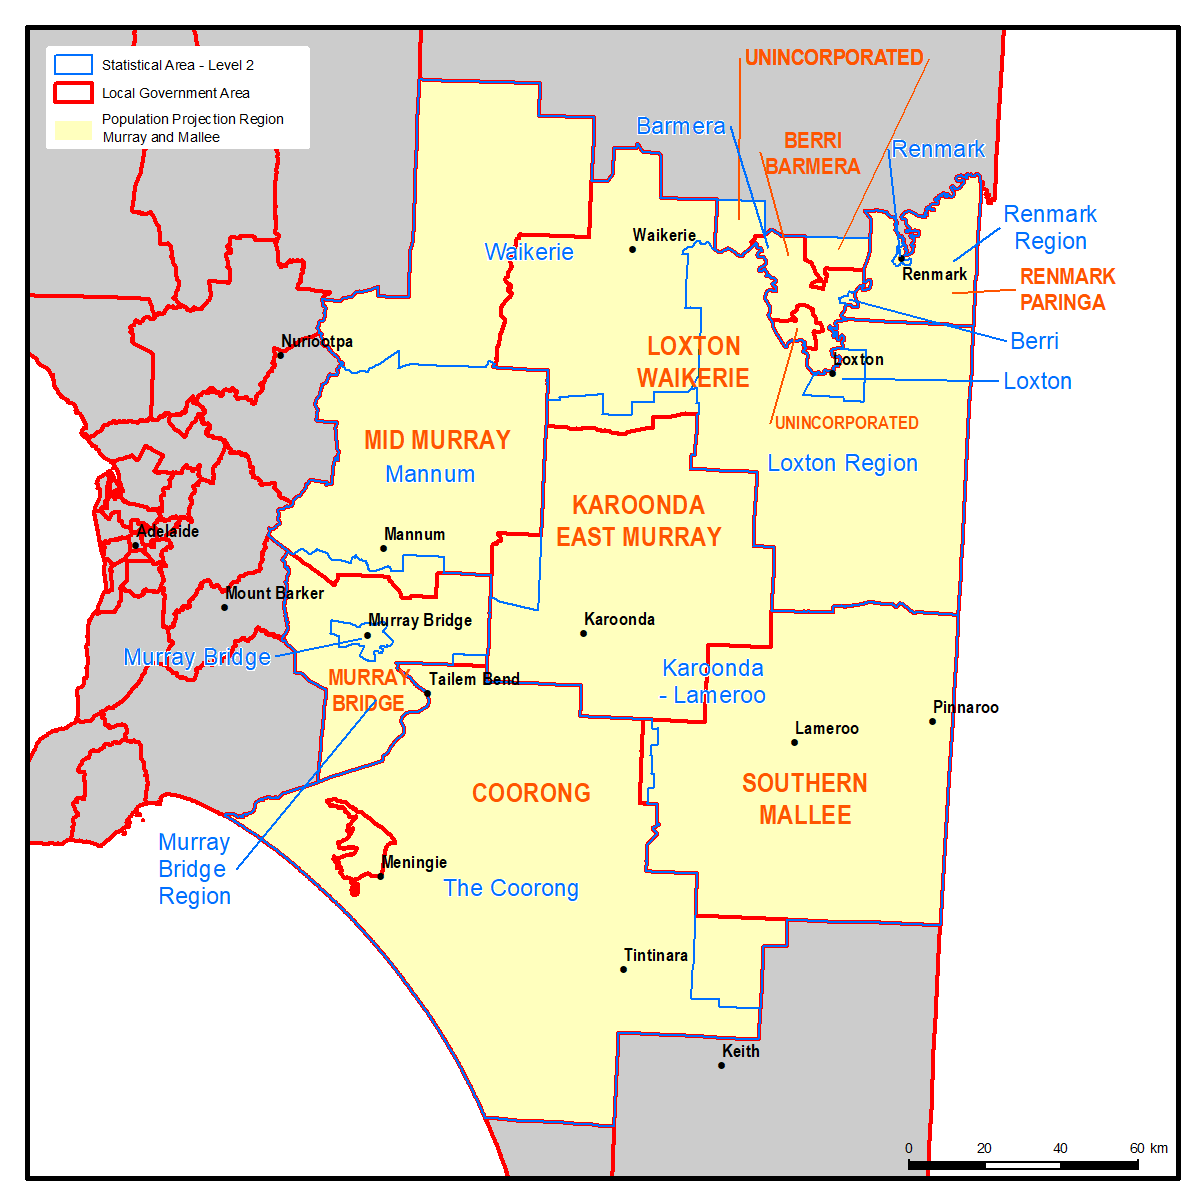 Statistical Area - Level 2
Local Government Area
Population Projection Region
Murray and Mallee
UNINCORPORATED
Barmera
BERRI
BARMERA
Renmark
Renmark
Region
Waikerie
Waikerie
Renmark
RENMARK
PARINGA
Nuriootpa
LOXTON
WAIKERIE
Berri
Loxton
Loxton
UNINCORPORATED
MID MURRAY
Mannum
Loxton Region
KAROONDA
EAST MURRAY
Adelaide
Mannum
Mount Barker
Murray Bridge
Karoonda
Murray Bridge
MURRAY
BRIDGE
Tailem Bend
Karoonda
- Lameroo
Pinnaroo
Lameroo
COORONG
SOUTHERN
MALLEE
Murray
Bridge
Region
Meningie
The Coorong
Tintinara
Keith
0 20 40 60 km